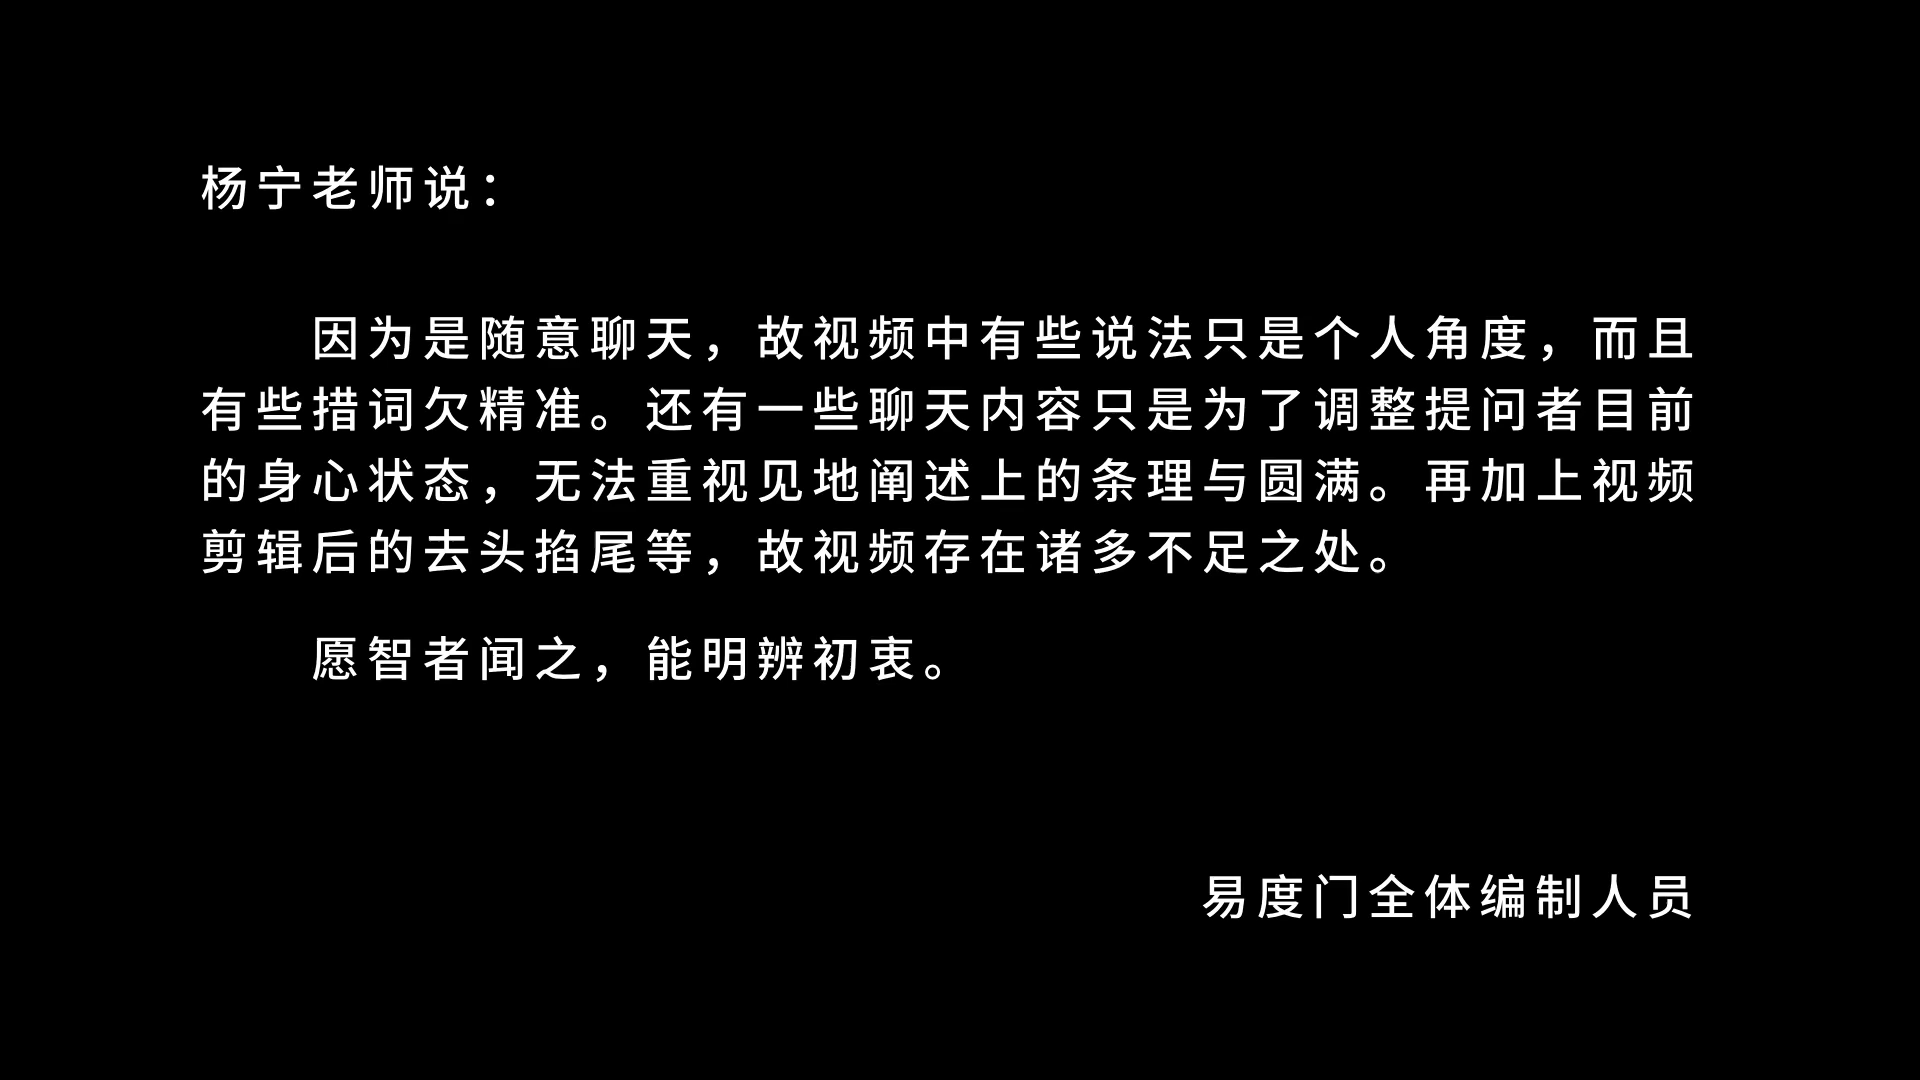 杨宁老师说：
因为是随意聊天，故视频中有些说法只是个人角度，而且
有些措词欠精准。还有一些聊天内容只是为了调整提问者目前
的身心状态，无法重视见地阐述上的条理与圆满。再加上视频
剪辑后的去头掐尾等，故视频存在诸多不足之处。
愿智者闻之，能明辨初衷。
易度门全体编制人员